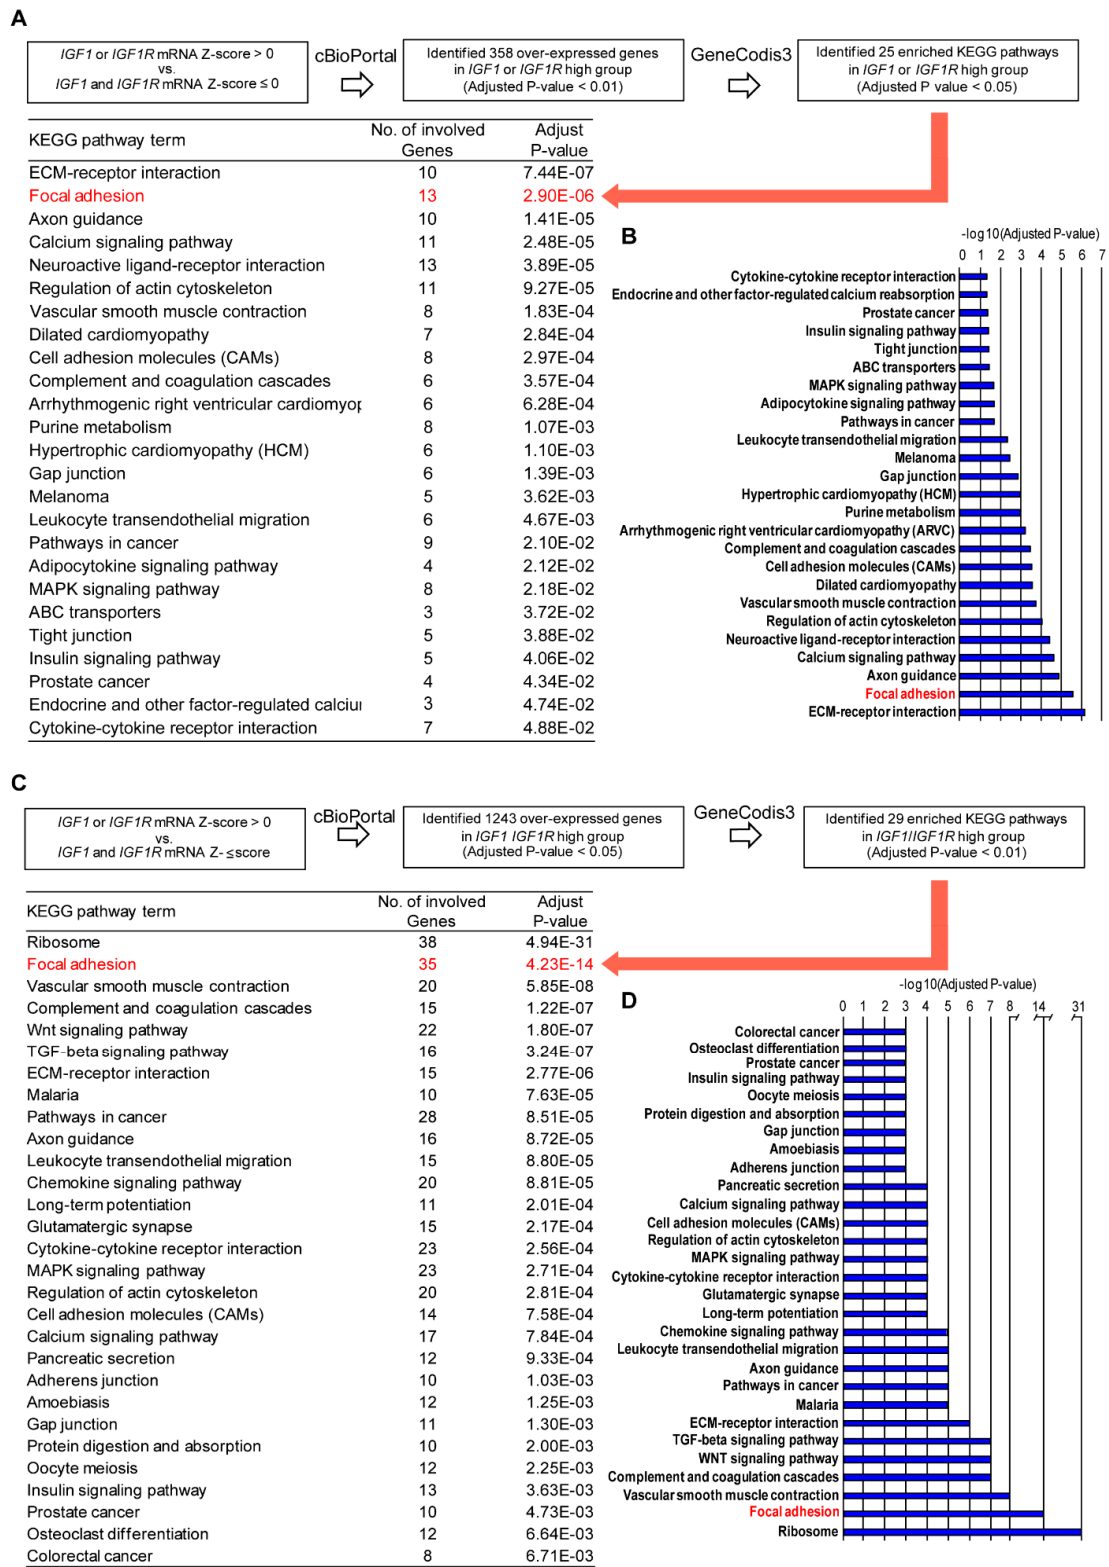 A
IGF1 or IGF1R mRNA Z-score > 0
vs.
IGF1 and IGF1R mRNA Z-score ≤ 0
cBioPortal
Identified 358 over-expressed genes
in IGF1 or IGF1R high group
(Adjusted P-value < 0.01)
GeneCodis3
Identified 25 enriched KEGG pathways
in IGF1 or IGF1R high group
(Adjusted P-value < 0.05)
KEGG pathway term No. of involved Genes Adjust P-value
ECM-receptor interaction 10 7.44E-07
Focal adhesion 13 2.90E-06
Axon guidance 10 1.41E-05
Calcium signaling pathway 11 2.48E-05
Neuroactive ligand-receptor interaction 13 3.89E-05
Regulation of actin cytoskeleton 11 9.27E-05
Vascular smooth muscle contraction 8 1.83E-04
Dilated cardiomyopathy 7 2.84E-04
Cell adhesion molecules (CAMs) 8 2.97E-04
Complement and coagulation cascades 6 3.57E-04
Arrhythmogenic right ventricular cardiomyop 6 6.28E-04
Purine metabolism 8 1.07E-03
Hypertrophic cardiomyopathy (HCM) 6 1.10E-03
Gap junction 6 1.39E-03
Melanoma 5 3.62E-03
Leukocyte transendothelial migration 6 4.67E-03
Pathways in cancer 9 2.10E-02
Adipocytokine signaling pathway 4 2.12E-02
MAPK signaling pathway 8 2.18E-02
ABC transporters 3 3.72E-02
Tight junction 5 3.88E-02
Insulin signaling pathway 5 4.06E-02
Prostate cancer 4 4.34E-02
Endocrine and other factor-regulated calciu 3 4.74E-02
Cytokine-cytokine receptor interaction 7 4.88E-02
B
-log10(Adjusted P-value)
0 1 2 3 4 5 6 7
Cytokine-cytokine receptor interaction
Endocrine and other factor-regulated calcium reabsorption
Prostate cancer
Insulin signaling pathway
Tight junction
ABC transporters
MAPK signaling pathway
Adipocytokine signaling pathway
Pathways in cancer
Leukocyte transendothelial migration
Melanoma
Gap junction
Hypertrophic cardiomyopathy (HCM)
Purine metabolism
Arrhythmogenic right ventricular cardiomyopathy (ARVC)
Complement and coagulation cascades
Cell adhesion molecules (CAMs)
Dilated cardiomyopathy
Vascular smooth muscle contraction
Regulation of actin cytoskeleton
Neuroactive ligand-receptor interaction
Calcium signaling pathway
Axon guidance
Focal adhesion
ECM-receptor interaction
C
IGF1 or IGF1R mRNA Z-score > 0
vs.
IGF1 and IGF1R mRNA Z-≤score
cBioPortal
Identified 1243 over-expressed genes
in IGF1 IGF1R high group
(Adjusted P-value < 0.05)
GeneCodis3
Identified 29 enriched KEGG pathways
in IGF1/IGF1R high group
(Adjusted P-value < 0.01)
KEGG pathway term No. of involved Genes Adjust P-value
Ribosome 38 4.94E-31
Focal adhesion 35 4.23E-14
Vascular smooth muscle contraction 20 5.85E-08
Complement and coagulation cascades 15 1.22E-07
Wnt signaling pathway 22 1.80E-07
TGF-beta signaling pathway 16 3.24E-07
ECM-receptor interaction 15 2.77E-06
Malaria 10 7.63E-05
Pathways in cancer 28 8.51E-05
Axon guidance 16 8.72E-05
Leukocyte transendothelial migration 15 8.80E-05
Chemokine signaling pathway 20 8.81E-05
Long-term potentiation 11 2.01E-04
Glutamatergic synapse 15 2.17E-04
Cytokine-cytokine receptor interaction 23 2.56E-04
MAPK signaling pathway 23 2.71E-04
Regulation of actin cytoskeleton 20 2.81E-04
Cell adhesion molecules (CAMs) 14 7.58E-04
Calcium signaling pathway 17 7.84E-04
Pancreatic secretion 12 9.33E-04
Adherens junction 10 1.03E-03
Amoebiasis 12 1.25E-03
Gap junction 11 1.30E-03
Protein digestion and absorption 10 2.00E-03
Oocyte meiosis 12 2.25E-03
Insulin signaling pathway 13 3.63E-03
Prostate cancer 10 4.73E-03
Osteoclast differentiation 12 6.64E-03
Colorectal cancer 8 6.71E-03
D
-log10(Adjusted P-value)
0 1 2 3 4 5 6 7 8 14 31
Colorectal cancer
Osteoclast differentiation
Prostate cancer
Insulin signaling pathway
Oocyte meiosis
Protein digestion and absorption
Gap junction
Amoebiasis
Adherens junction
Pancreatic secretion
Calcium signaling pathway
Cell adhesion molecules (CAMs)
Regulation of actin cytoskeleton
MAPK signaling pathway
Cytokine-cytokine receptor interaction
Glutamatergic synapse
Long-term potentiation
Chemokine signaling pathway
Leukocyte transendothelial migration
Axon guidance
Pathways in cancer
Malaria
ECM-receptor interaction
TGF-beta signaling pathway
WNT signaling pathway
Complement and coagulation cascades
Vascular smooth muscle contraction
Focal adhesion
Ribosome